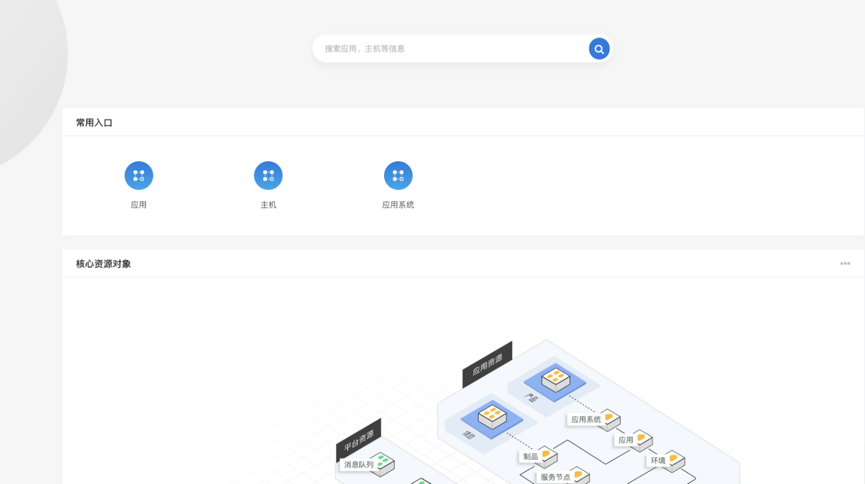 搜索应用、主机等信息
常用入口
应用
主机
应用系统
核心资源对象
应用资源
产品
应用系统
项目
应用
平台资源
制品
环境
消息队列
服务节点